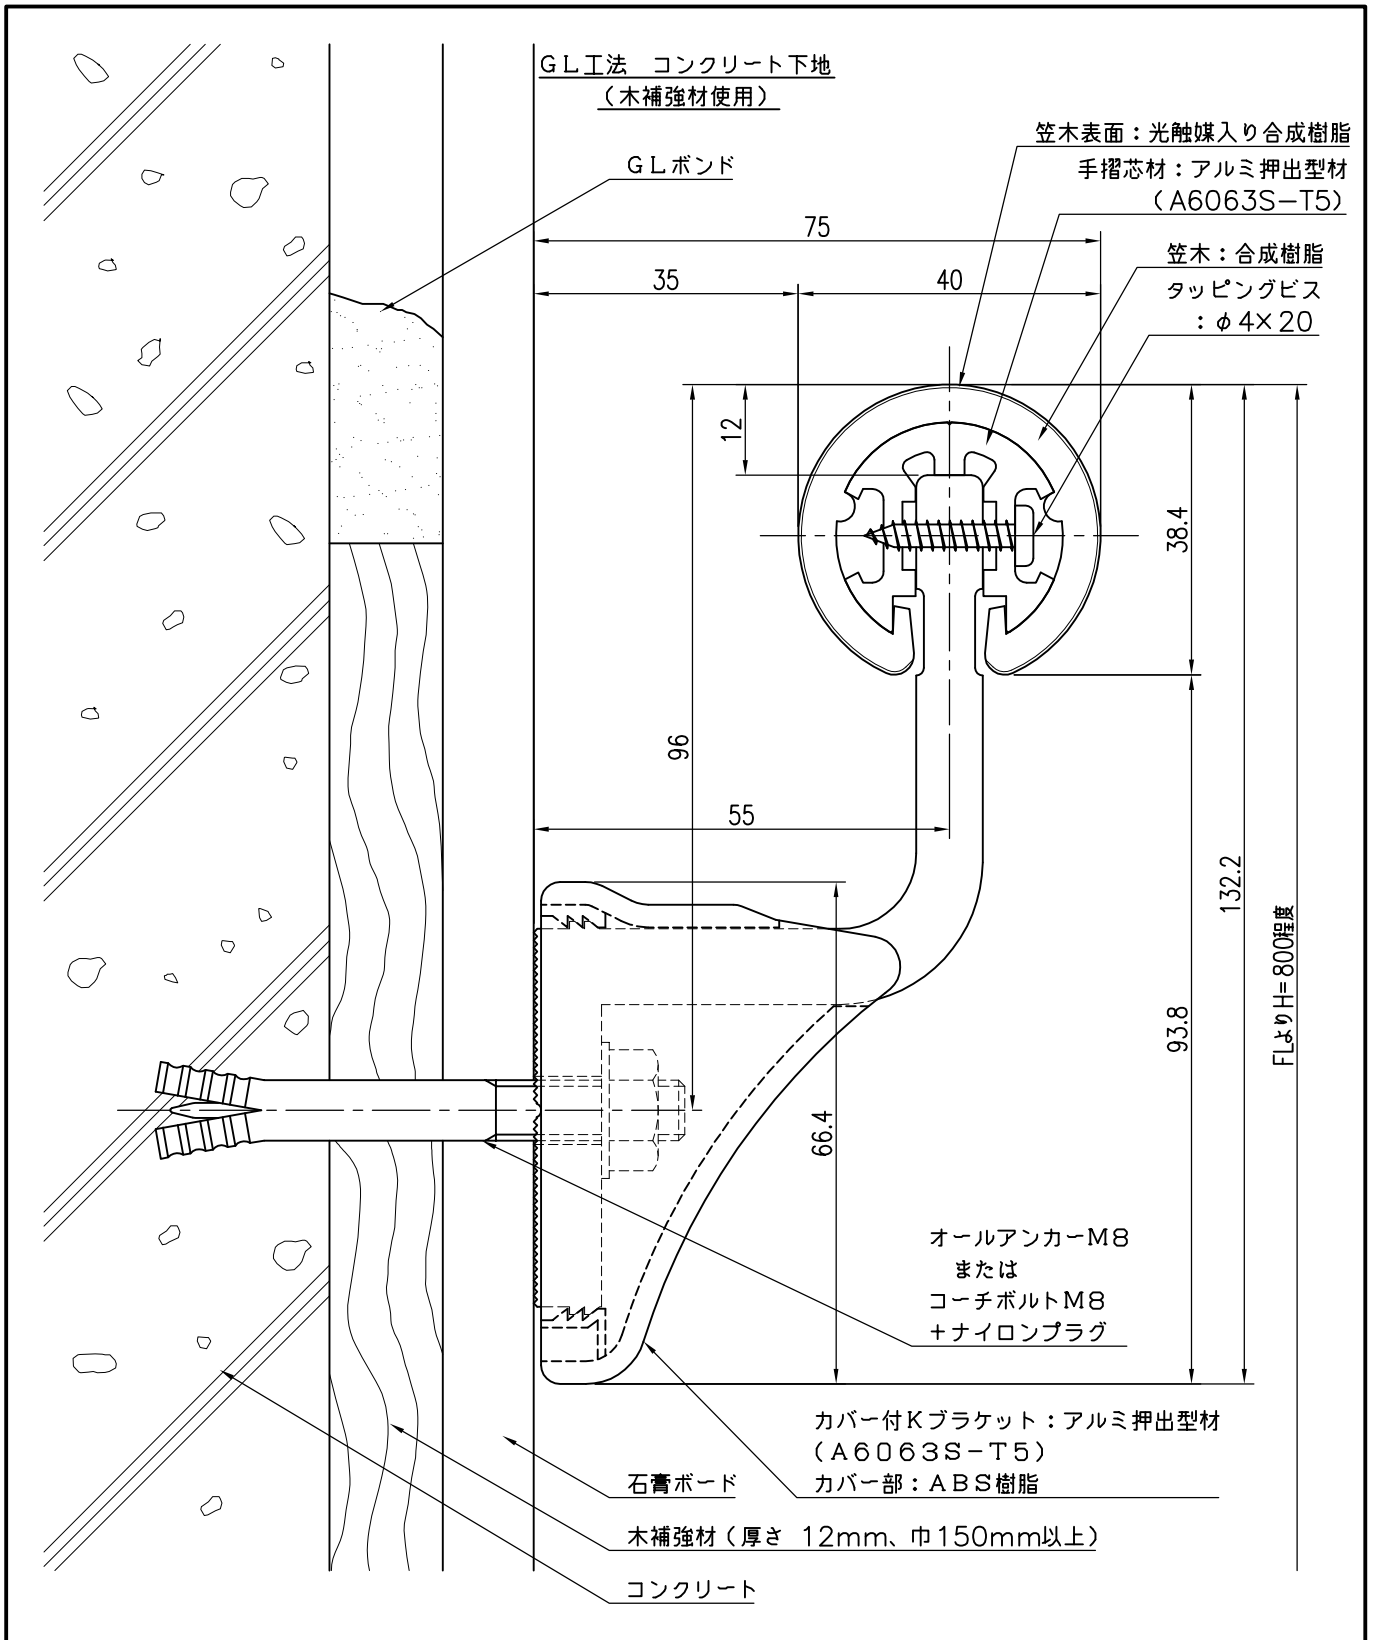 GL工法 コンクリート下地
（木補強材使用）
GLボンド
笠木表面：光触媒入り合成樹脂
手摺芯材：アルミ押出型材
（A6063S−T5）
75
笠木：合成樹脂
35
40
タッピングビス
：φ4×20
12
38.4
96
55
132.2
FLよりH=800程度
93.8
66.4
オールアンカーM8
または
コーチボルトM8
＋ナイロンプラグ
カバー付Kブラケット：アルミ押出型材
（A6063S−T5）
カバー部：ABS樹脂
石膏ボード
木補強材（厚さ 12mm、巾150mm以上）
コンクリート